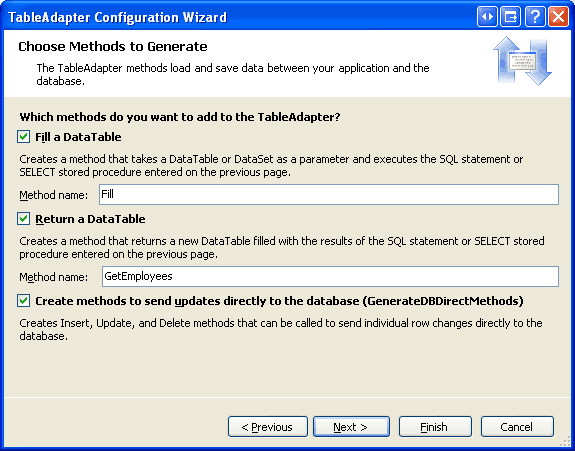 TableAdapter Configuration Wizard
Choose Methods to Generate
The TableAdapter methods load and save data between your application and the
database.
Which methods do you want to add to the TableAdapter?
Fill a DataTable
Creates a method that takes a DataTable or DataSet as a parameter and executes the SQL statement or
SELECT stored procedure entered on the previous page.
Method name: Fill
Return a DataTable
Creates a method that returns a new DataTable filled with the results of the SQL statement or SELECT stored
procedure entered on the previous page.
Method name: GetEmployees
Create methods to send updates directly to the database (GenerateDBDirectMethods)
Creates Insert, Update, and Delete methods that can be called to send individual row changes directly to the
database.
< Previous Next > Finish Cancel